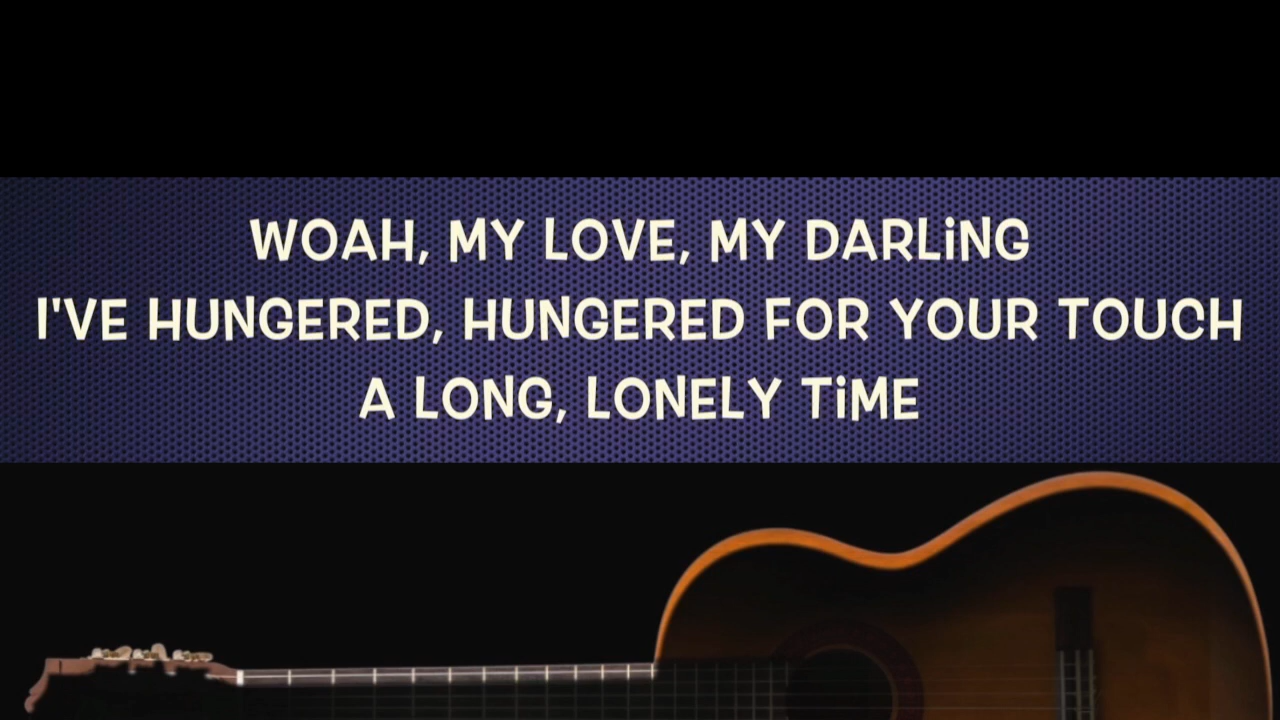 WOAH, MY LOVE, MY DARLiNG
I'VE HUNGERED, HUNGERED FOR YOUR TOUCH
A LONG, LONELY TiME